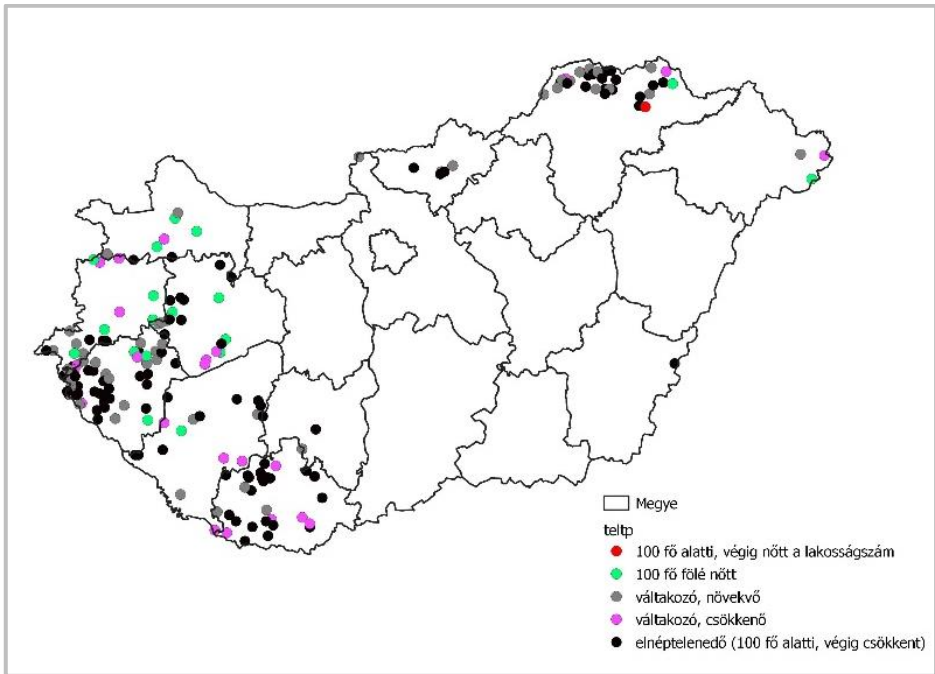 Megye
teltp
100 fő alatti, végig nőtt a lakosságszám
100 fő fölé nőtt
váltakozó, növekvő
váltakozó, csökkenő
elnéptelenedő (100 fő alatti, végig csökkent)